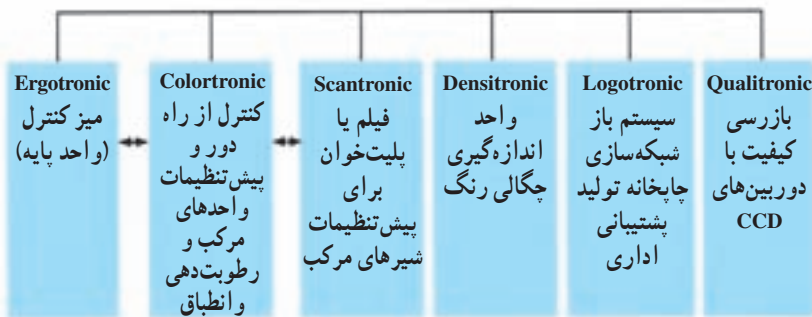 Ergotronic
میز کنترل
(واحد پایه)
Colortronic
کنترل از راه
دور و
پیش‌تنظیمات
واحدهای
مرکب و
رطوبت‌دهی
و انطباق
Scantronic
فیلم یا
پلیت‌خوان
برای
پیش‌تنظیمات
شیرهای مرکب
Densitronic
واحد
اندازه‌گیری
چگالی رنگ
Logotronic
سیستم باز
شبکه‌سازی
چاپخانه تولید
پشتیبانی
اداری
Qualitronic
بازرسی
کیفیت با
دوربین‌های
CCD